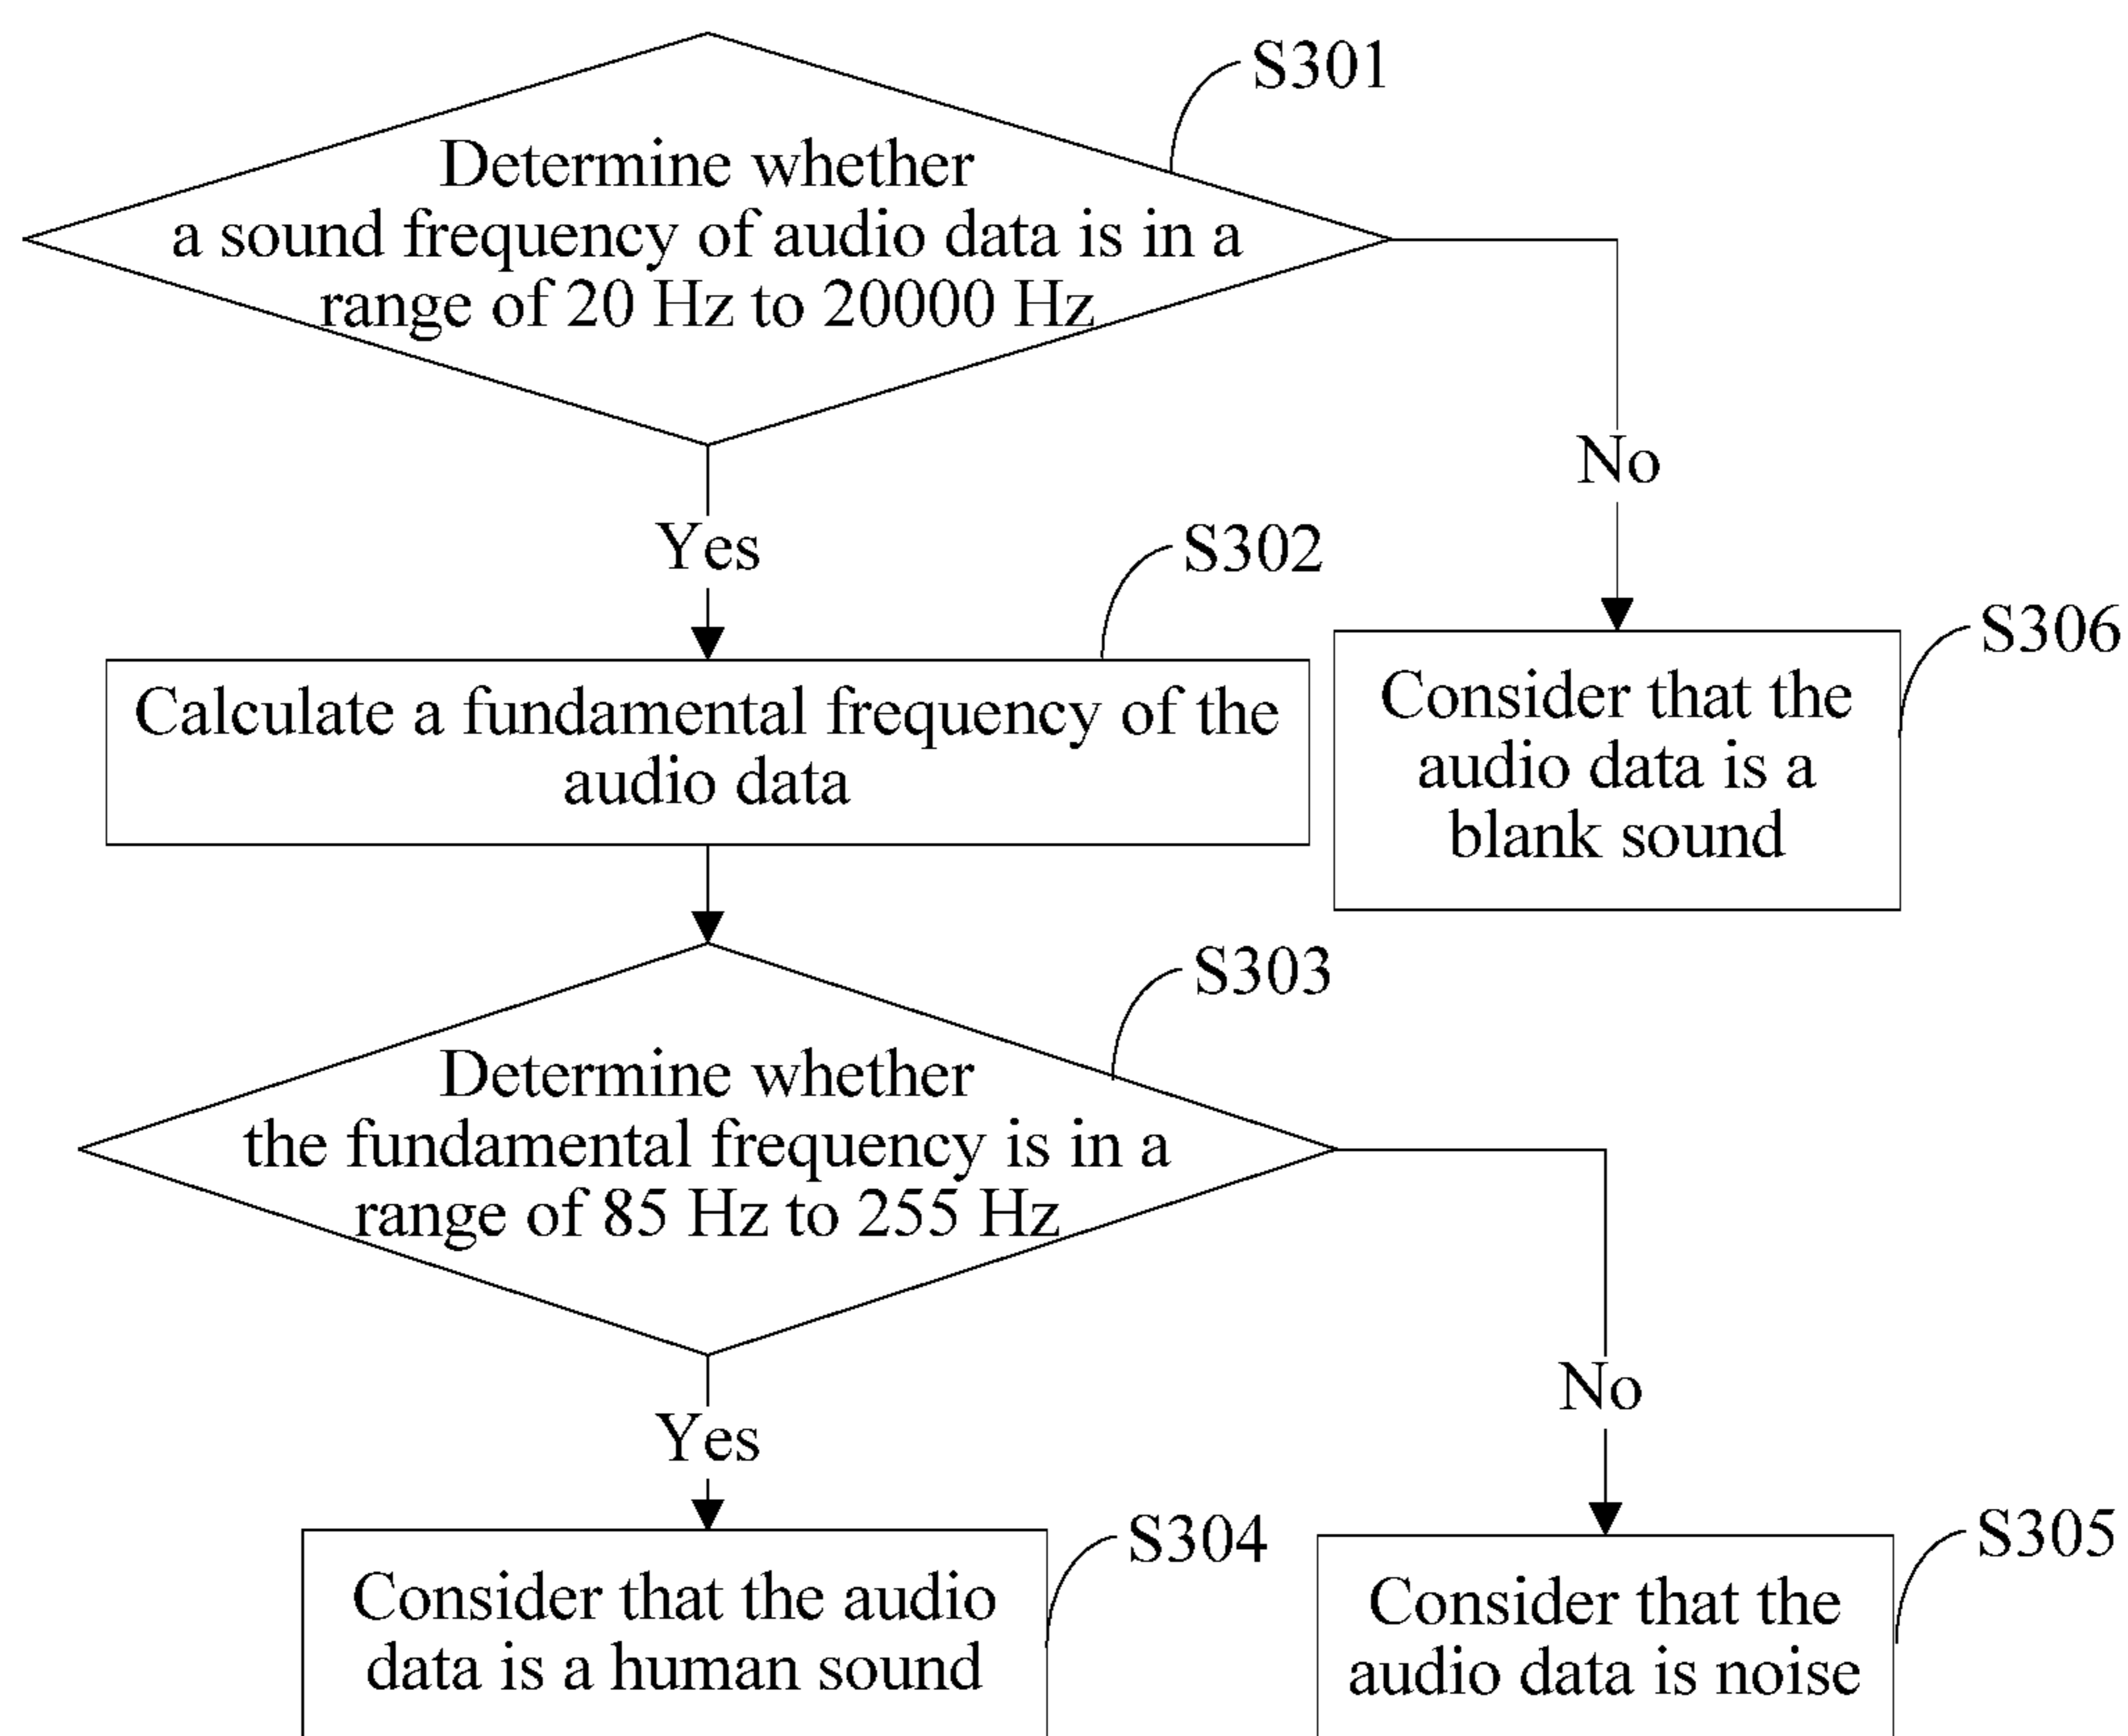 S301
Determine whether
a sound frequency of audio data is in a
range of 20 Hz to 20000 Hz
No
Yes
S302
S306
Calculate a fundamental frequency of the
audio data
Consider that the
audio data is a
blank sound
S303
Determine whether
the fundamental frequency is in a
range of 85 Hz to 255 Hz
No
Yes
S304
S305
Consider that the audio
data is a human sound
Consider that the
audio data is noise